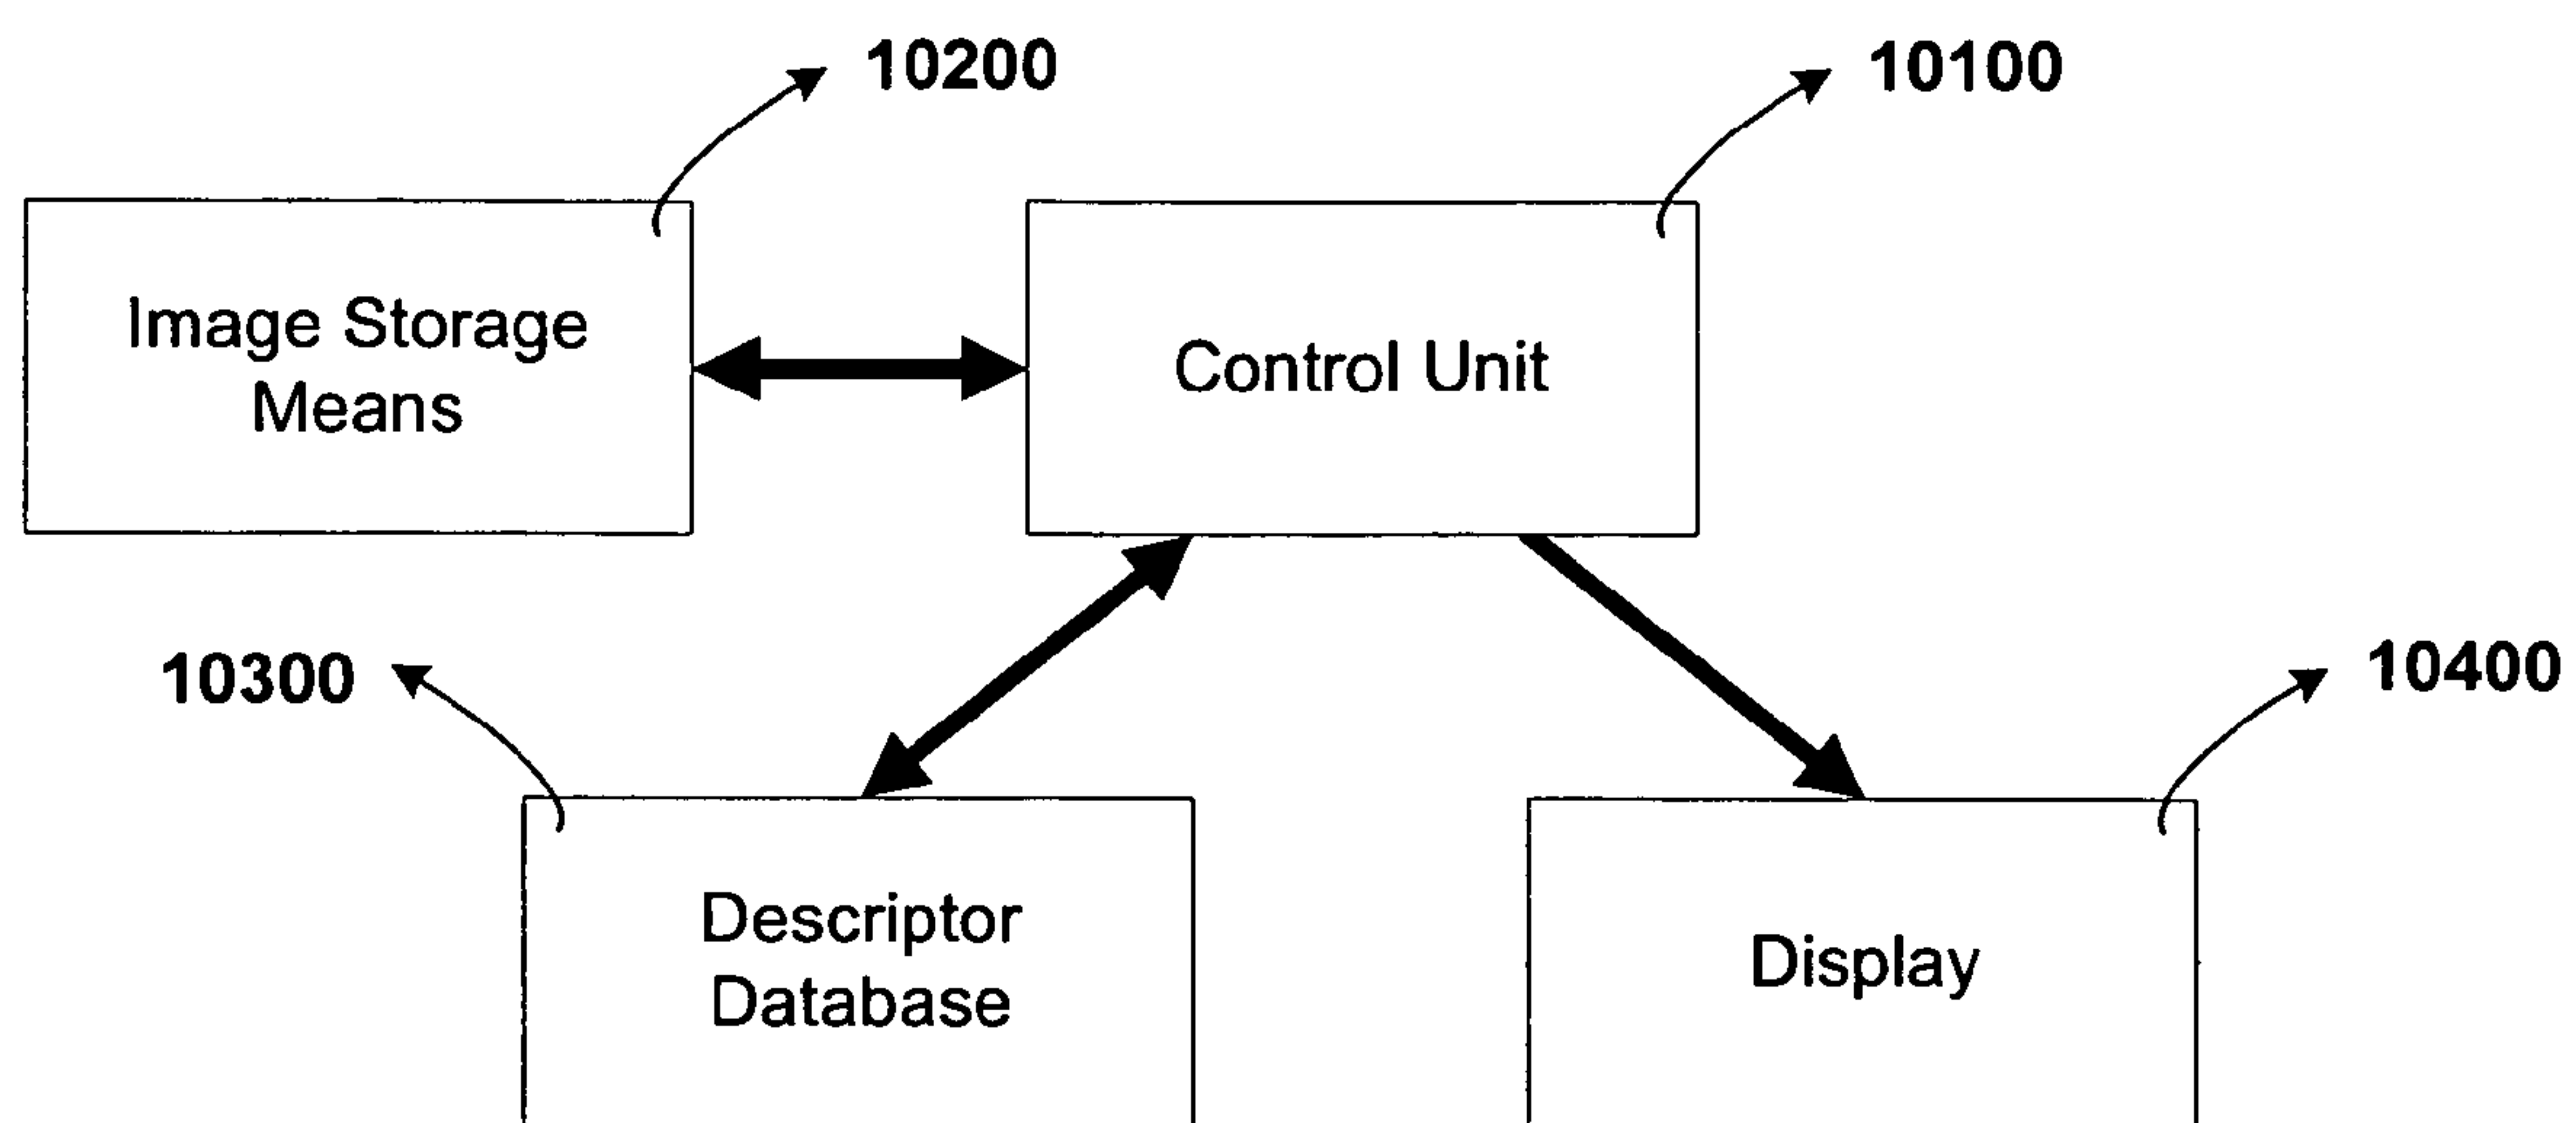 10200
10100
Image Storage
Means
Control Unit
10300
10400
Descriptor
Database
Display